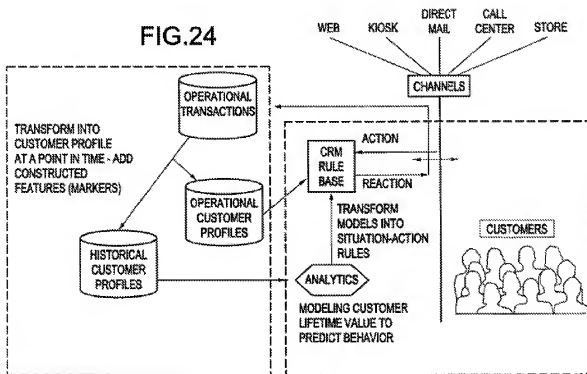 FIG.24
WEB
KIOSK
DIRECT
MAIL
CALL
CENTER
STORE
CHANNELS
OPERATIONAL
TRANSACTIONS
TRANSFORM INTO
CUSTOMER PROFILE
AT A POINT IN TIME - ADD
CONSTRUCTED
FEATURES (MARKERS)
OPERATIONAL
CUSTOMER
PROFILES
HISTORICAL
CUSTOMER
PROFILES
CRM
RULE
BASE
ACTION
REACTION
TRANSFORM
MODELS INTO
SITUATION-ACTION
RULES
ANALYTICS
MODELING CUSTOMER
LIFETIME VALUE TO
PREDICT BEHAVIOR
CUSTOMERS